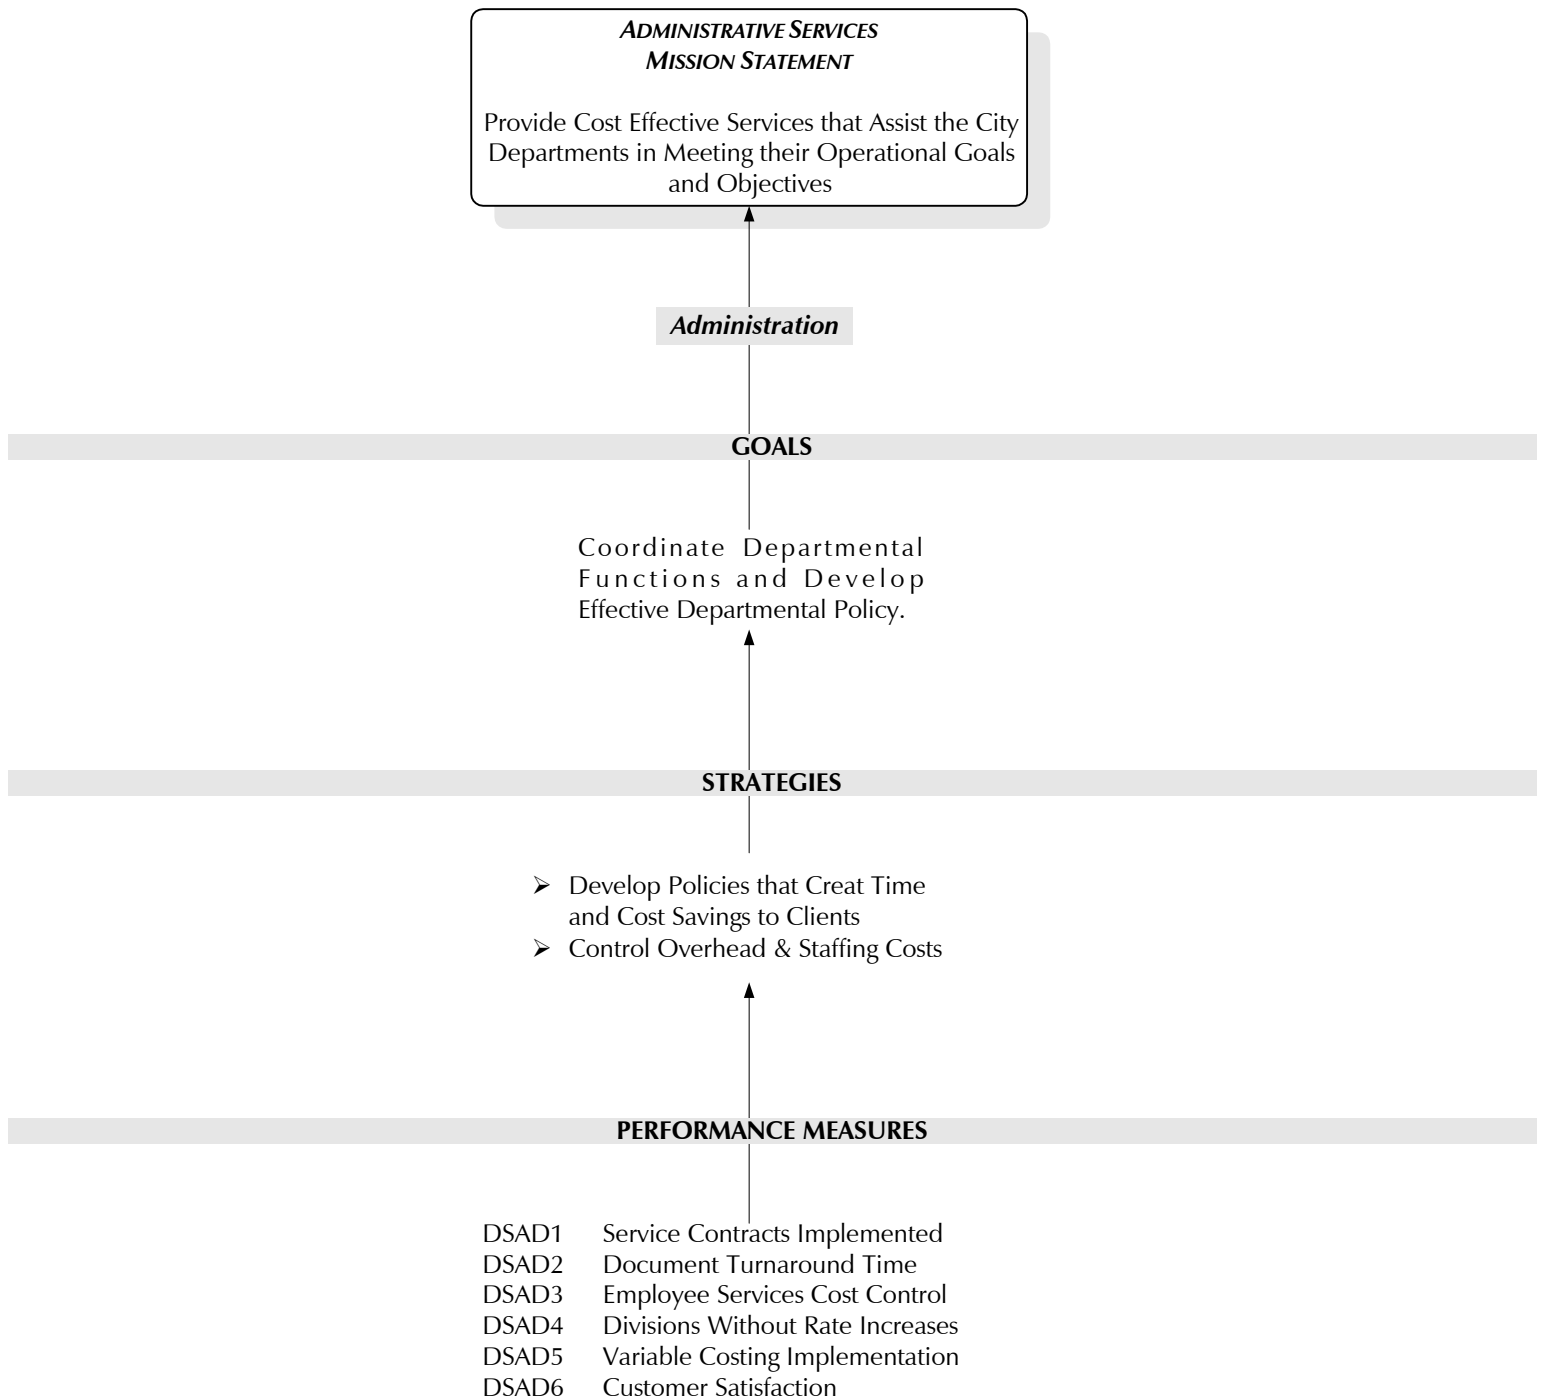 ADMINISTRATIVE SERVICES
MISSION STATEMENT
Provide Cost Effective Services that Assist the City
Departments in Meeting their Operational Goals
and Objectives
Administration
GOALS
Coordinate Departmental
Functions and Develop
Effective Departmental Policy.
STRATEGIES
➢ Develop Policies that Creat Time
and Cost Savings to Clients
➢ Control Overhead & Staffing Costs
PERFORMANCE MEASURES
DSAD1 Service Contracts Implemented
DSAD2 Document Turnaround Time
DSAD3 Employee Services Cost Control
DSAD4 Divisions Without Rate Increases
DSAD5 Variable Costing Implementation
DSAD6 Customer Satisfaction